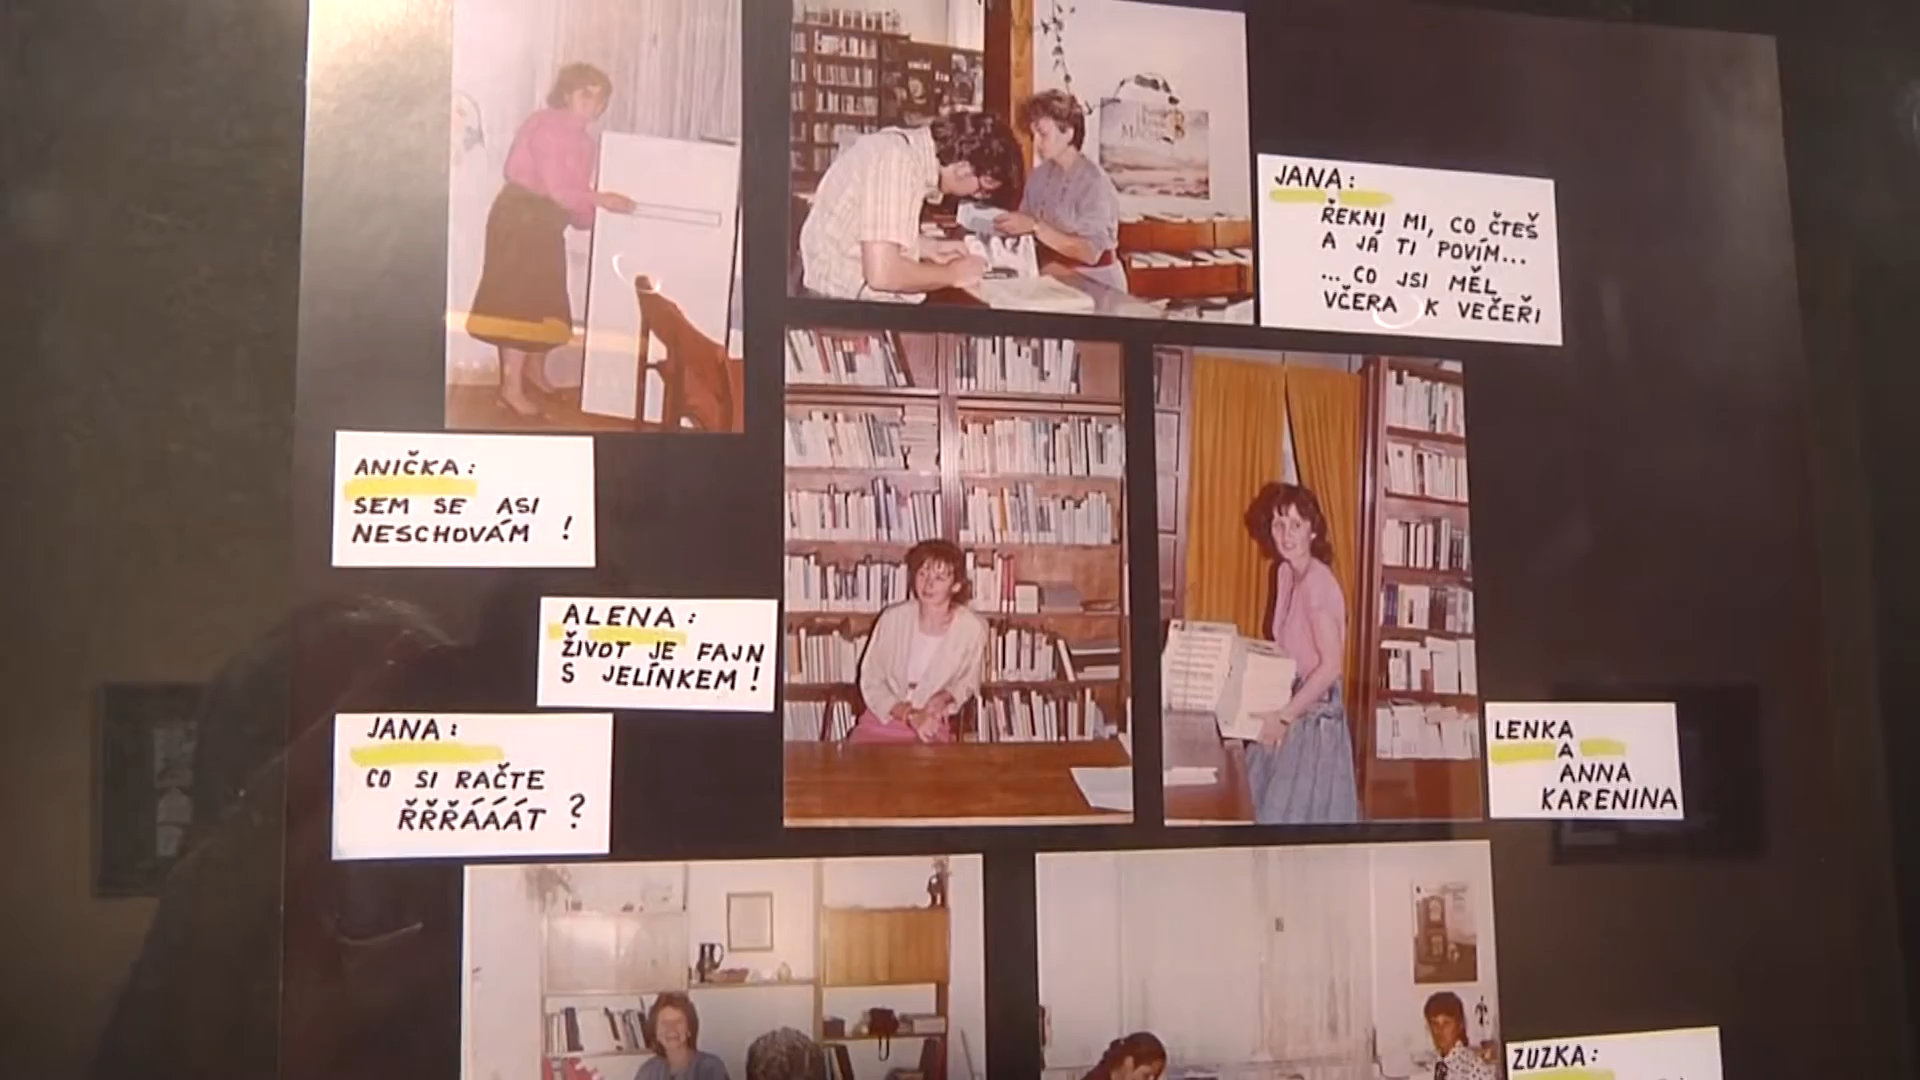 JANA:
ŘEKNI MI, CO ČTEŠ
A JÁ TI POVÍM...
...CO JSI MĚL
VČERA K VEČEŘI
ANIČKA:
SEM SE ASI
NESCHOVÁM !
ALENA:
ŽIVOT JE FAJN
S JELÍNKEM!
JANA:
CO SI RAČTE
ŘŘŘÁÁÁT ?
LENKA
A
ANNA
KARENINA
ZUZKA: